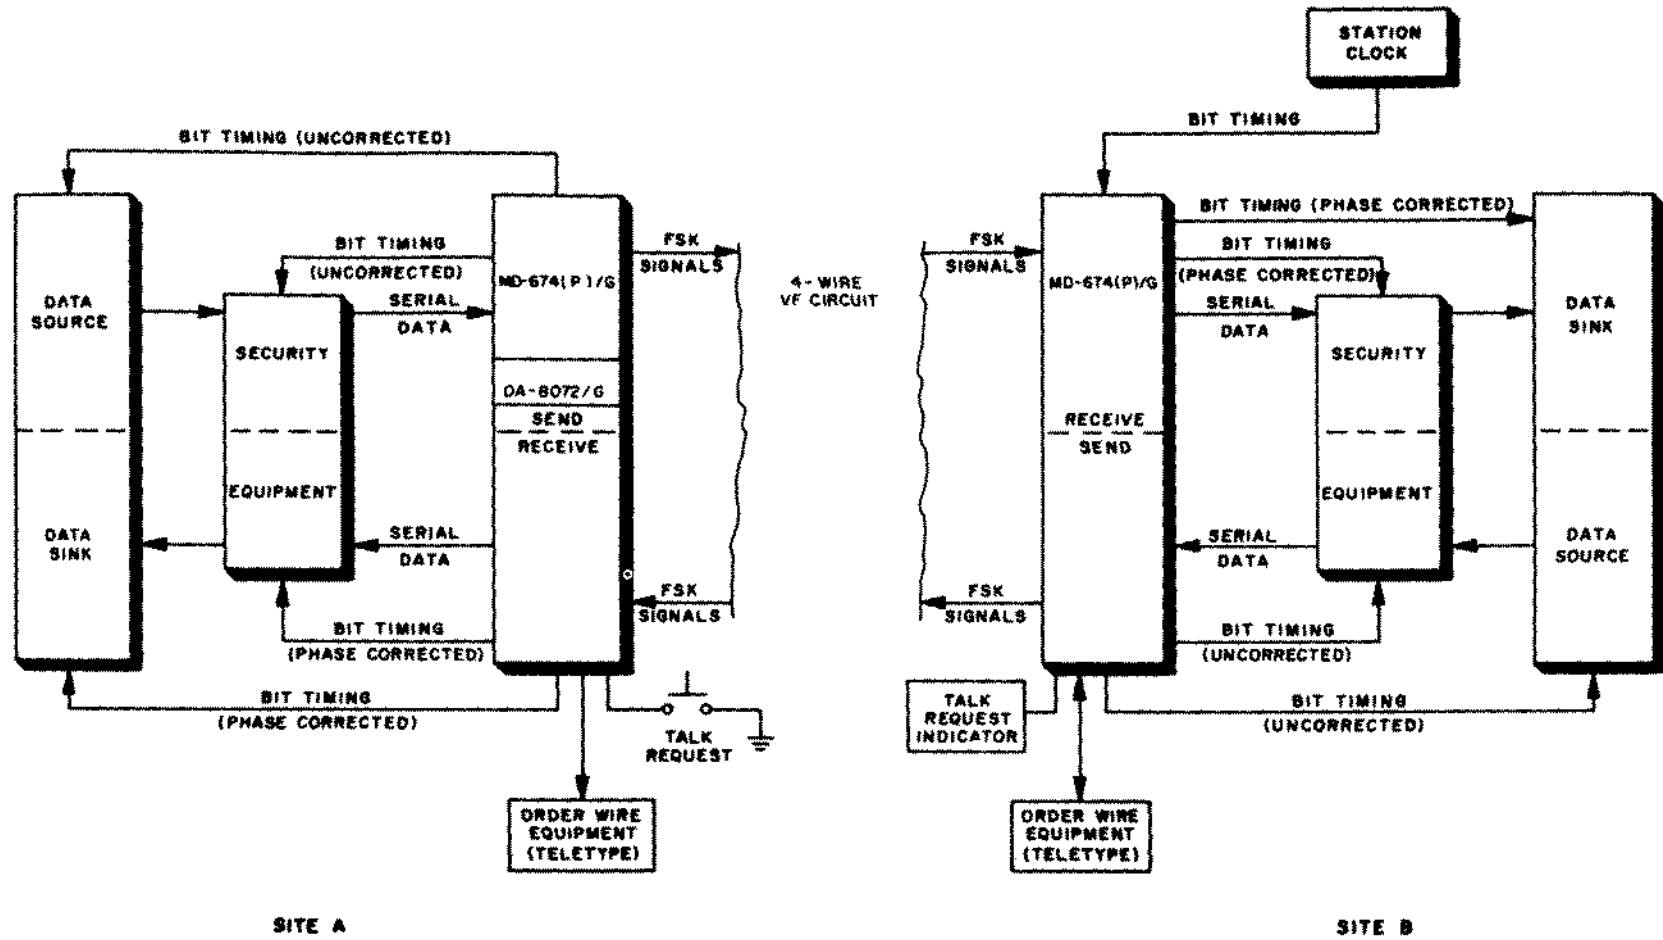 STATION
CLOCK
BIT TIMING
BIT TIMING (UNCORRECTED)
BIT TIMING
(UNCORRECTED)
SERIAL
DATA
DATA
SOURCE
SECURITY
EQUIPMENT
DATA
SINK
MD-674(P)/G
OA-8072/G
SEND
RECEIVE
SERIAL
DATA
BIT TIMING
(PHASE CORRECTED)
BIT TIMING
(PHASE CORRECTED)
FSK
SIGNALS
FSK
SIGNALS
TALK
REQUEST
ORDER WIRE
EQUIPMENT
(TELETYPE)
SITE A
4-WIRE
VF CIRCUIT
FSK
SIGNALS
FSK
SIGNALS
MD-674(P)/G
RECEIVE
SEND
BIT TIMING (PHASE CORRECTED)
BIT TIMING
(PHASE CORRECTED)
SERIAL
DATA
SECURITY
EQUIPMENT
DATA
SINK
DATA
SOURCE
SERIAL
DATA
BIT TIMING
(UNCORRECTED)
BIT TIMING
(UNCORRECTED)
TALK
REQUEST
INDICATOR
ORDER WIRE
EQUIPMENT
(TELETYPE)
SITE B